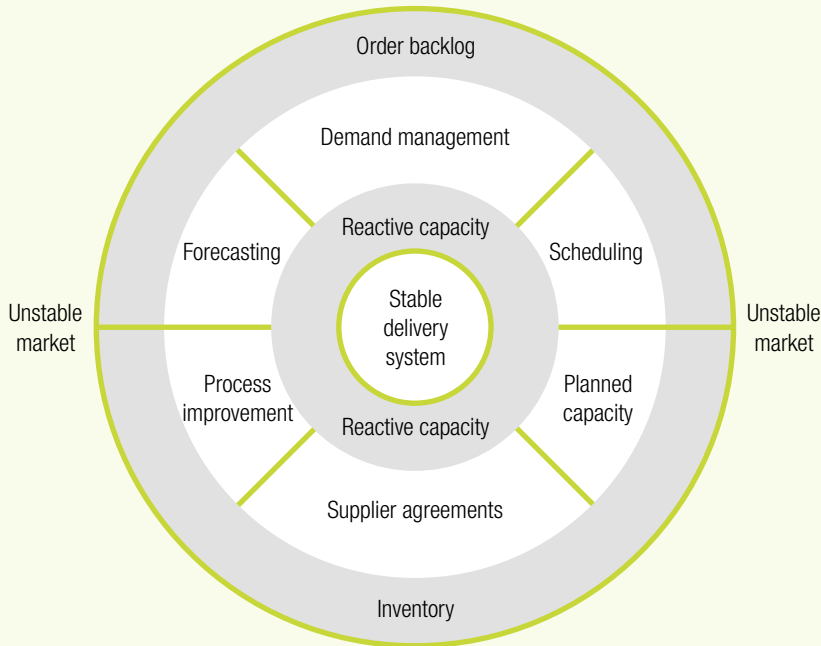 Order backlog
Demand management
Reactive capacity
Forecasting
Scheduling
Stable
delivery
system
Unstable
market
Unstable
market
Process
improvement
Planned
capacity
Reactive capacity
Supplier agreements
Inventory